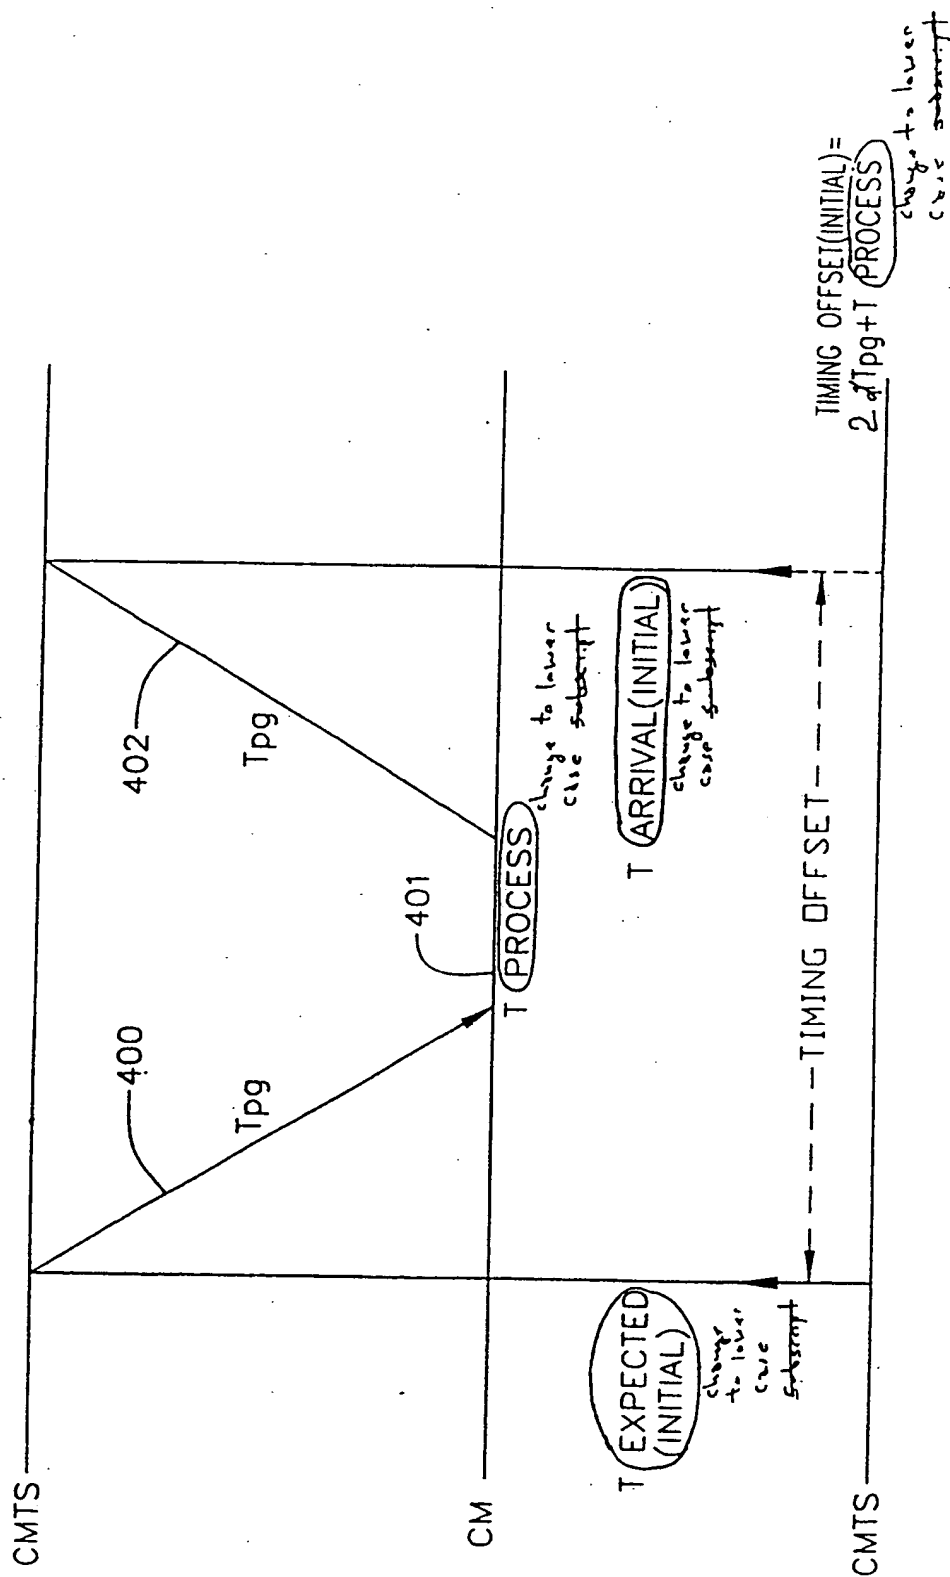 CMTS
400
Tpg
402
Tpg
CM
401
T PROCESS
change to lower
case subscript
T EXPECTED
(INITIAL)
change
to lower
case
subscript
T ARRIVAL(INITIAL)
change to lower
case subscript
TIMING OFFSET
CMTS
TIMING OFFSET(INITIAL)=
2 Tpg+T PROCESS
change to lower
case subscript